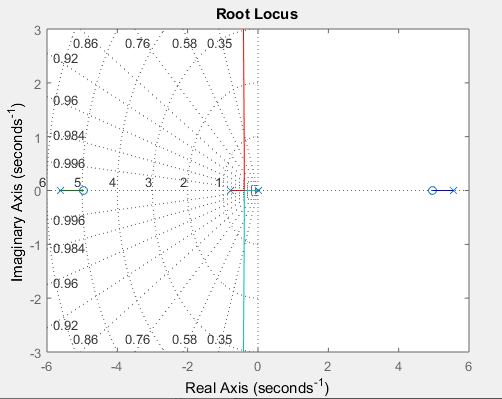 Root Locus
3
0.86 0.76 0.58 0.35
0.92
2
0.96
1
0.984
0.996
6 5 4 3 2 1
0
0.996
-1
0.984
0.96
-2
0.92
0.86 0.76 0.58 0.35
-3
-6 -4 -2 0 2 4 6
Real Axis (seconds⁻¹)
Imaginary Axis (seconds⁻¹)